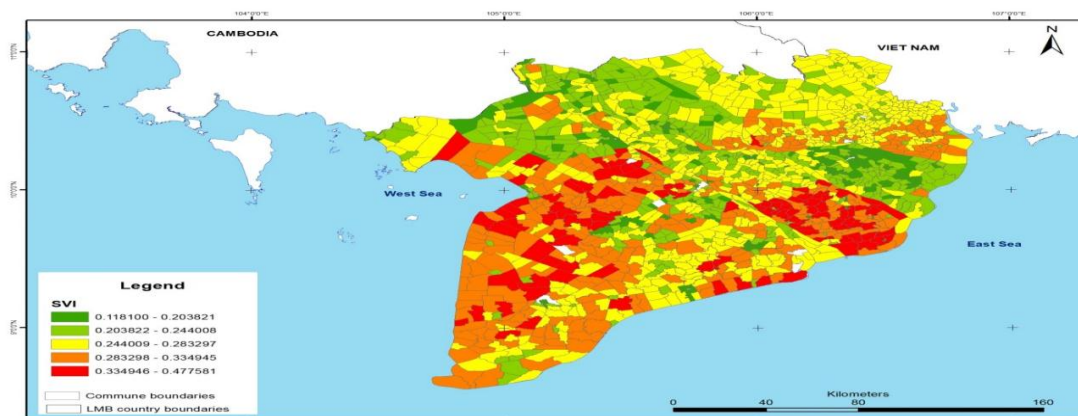 104°0'0"E 105°0'0"E 106°0'0"E 107°0'0"E
CAMBODIA
VIET NAM
N
West Sea
East Sea
Legend
SVI
0.118100 - 0.203821
0.203822 - 0.244008
0.244009 - 0.283297
0.283298 - 0.334945
0.334946 - 0.477581
Commune boundaries
LMB country boundaries
Kilometers
0 40 80 160